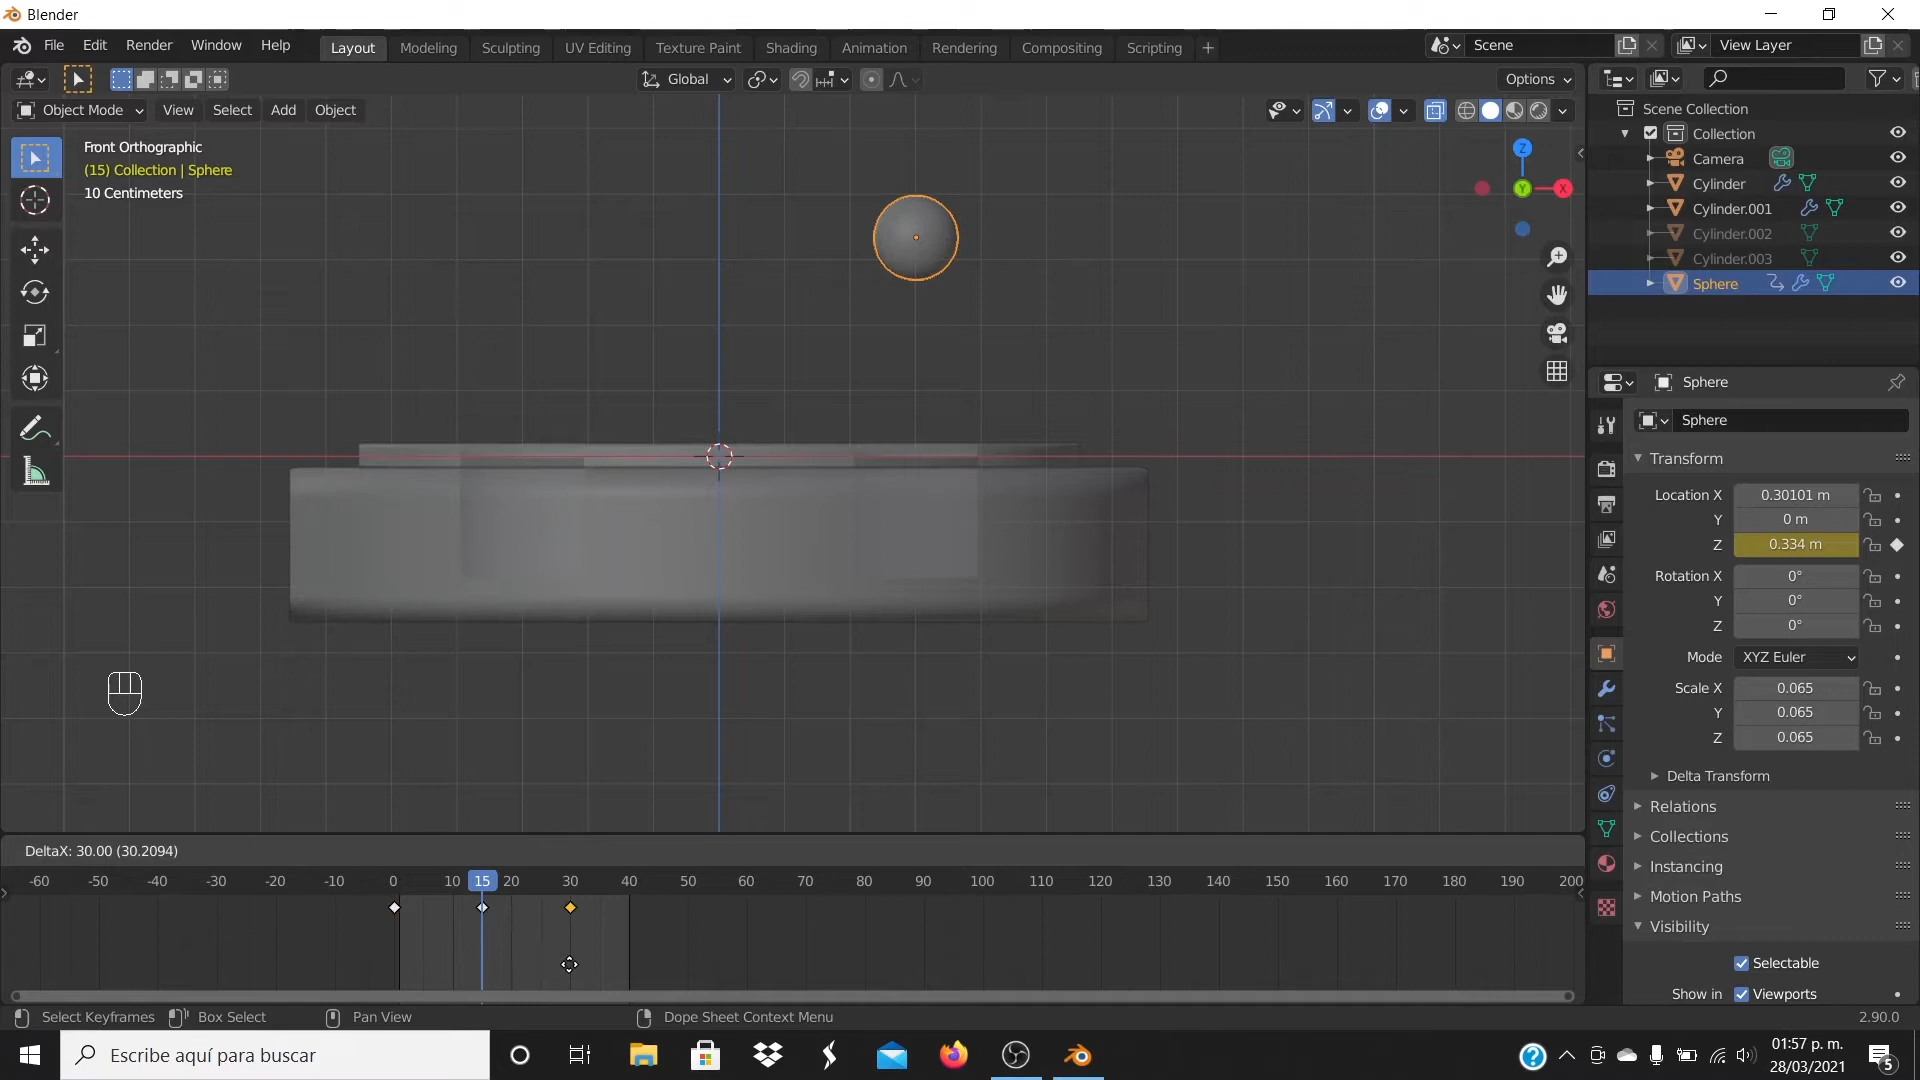 Blender
File Edit Render Window Help Layout Modeling Sculpting UV Editing Texture Paint Shading Animation Rendering Compositing Scripting Scene View Layer
Global Options
Object Mode View Select Add Object
Front Orthographic
(15) Collection | Sphere
10 Centimeters
Z
Y
X
Scene Collection
Collection
Camera
Cylinder
Cylinder.001
Cylinder.002
Cylinder.003
Sphere
Sphere
Sphere
Transform
Location X 0.30101 m
Y 0 m
Z 0.334 m
Rotation X 0°
Y 0°
Z 0°
Mode XYZ Euler
Scale X 0.065
Y 0.065
Z 0.065
Delta Transform
Relations
Collections
Instancing
Motion Paths
Visibility
Selectable
Show in Viewports
DeltaX: 30.00 (30.2094)
-60 -50 -40 -30 -20 -10 0 10 15 20 30 40 50 60 70 80 90 100 110 120 130 140 150 160 170 180 190 200
Select Keyframes Box Select Pan View Dope Sheet Context Menu 2.90.0
Escribe aquí para buscar
01:57 p. m.
28/03/2021
5